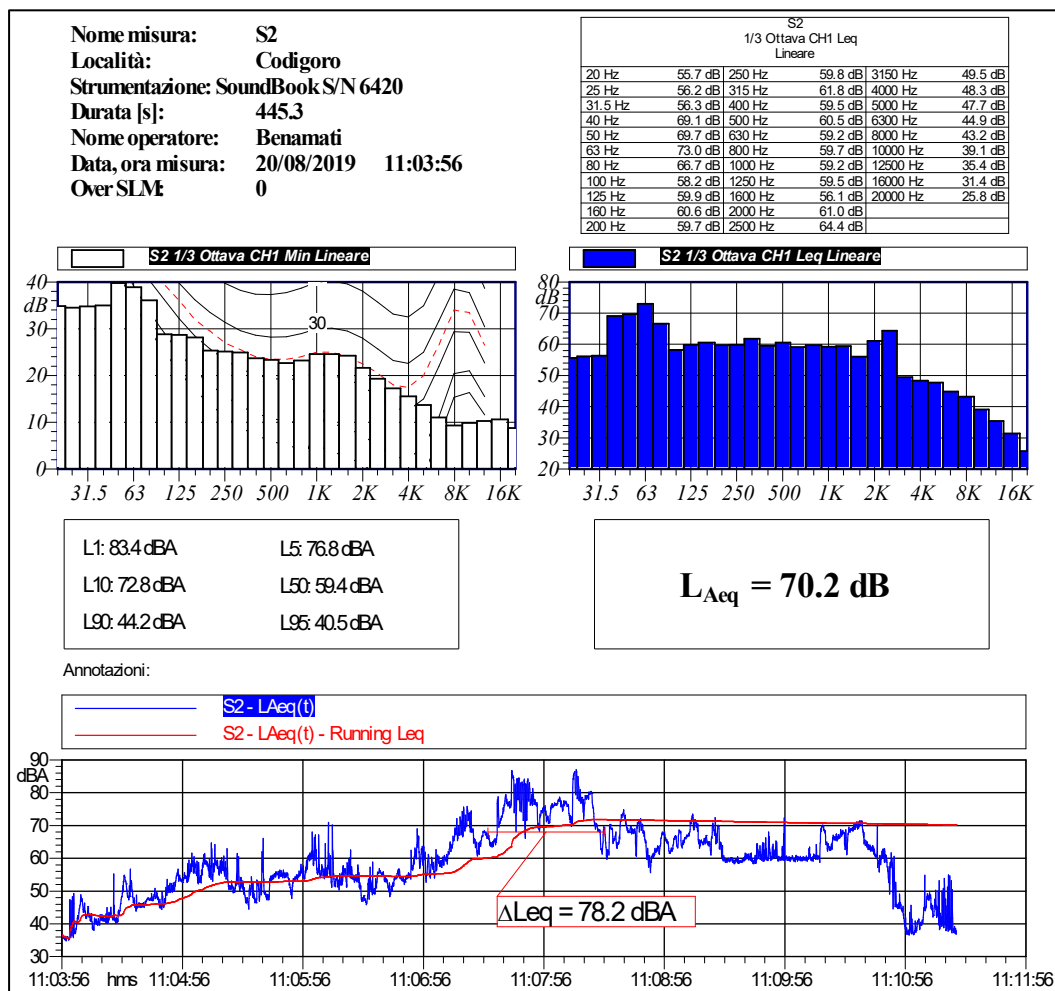 Nome misura: S2
Località: Codigoro
Strumentazione: SoundBook S/N 6420
Durata [s]: 445.3
Nome operatore: Benamati
Data, ora misura: 20/08/2019 11:03:56
Over SLM: 0
S2
1/3 Ottava CH1 Leq
Lineare
20 Hz 55.7 dB 250 Hz 59.8 dB 3150 Hz 49.5 dB
25 Hz 56.2 dB 315 Hz 61.8 dB 4000 Hz 48.3 dB
31.5 Hz 56.3 dB 400 Hz 59.5 dB 5000 Hz 47.7 dB
40 Hz 69.1 dB 500 Hz 60.5 dB 6300 Hz 44.9 dB
50 Hz 69.7 dB 630 Hz 59.2 dB 8000 Hz 43.2 dB
63 Hz 73.0 dB 800 Hz 59.7 dB 10000 Hz 39.1 dB
80 Hz 66.7 dB 1000 Hz 59.2 dB 12500 Hz 35.4 dB
100 Hz 58.2 dB 1250 Hz 59.5 dB 16000 Hz 31.4 dB
125 Hz 59.9 dB 1600 Hz 56.1 dB 20000 Hz 25.8 dB
160 Hz 60.6 dB 2000 Hz 61.0 dB
200 Hz 59.7 dB 2500 Hz 64.4 dB
S2 1/3 Ottava CH1 Min Lineare
40
dB
30
20
10
0
30
31.5 63 125 250 500 1K 2K 4K 8K 16K
S2 1/3 Ottava CH1 Leq Lineare
80
dB
70
60
50
40
30
20
31.5 63 125 250 500 1K 2K 4K 8K 16K
L1: 83.4 dBA L5: 76.8 dBA
L10: 72.8 dBA L50: 59.4 dBA
L90: 44.2 dBA L95: 40.5 dBA
LAeq = 70.2 dB
Annotazioni:
S2 - LAeq(t)
S2 - LAeq(t) - Running Leq
90
dBA
80
70
60
50
40
30
ΔLeq = 78.2 dBA
11:03:56 hms 11:04:56 11:05:56 11:06:56 11:07:56 11:08:56 11:09:56 11:10:56 11:11:56